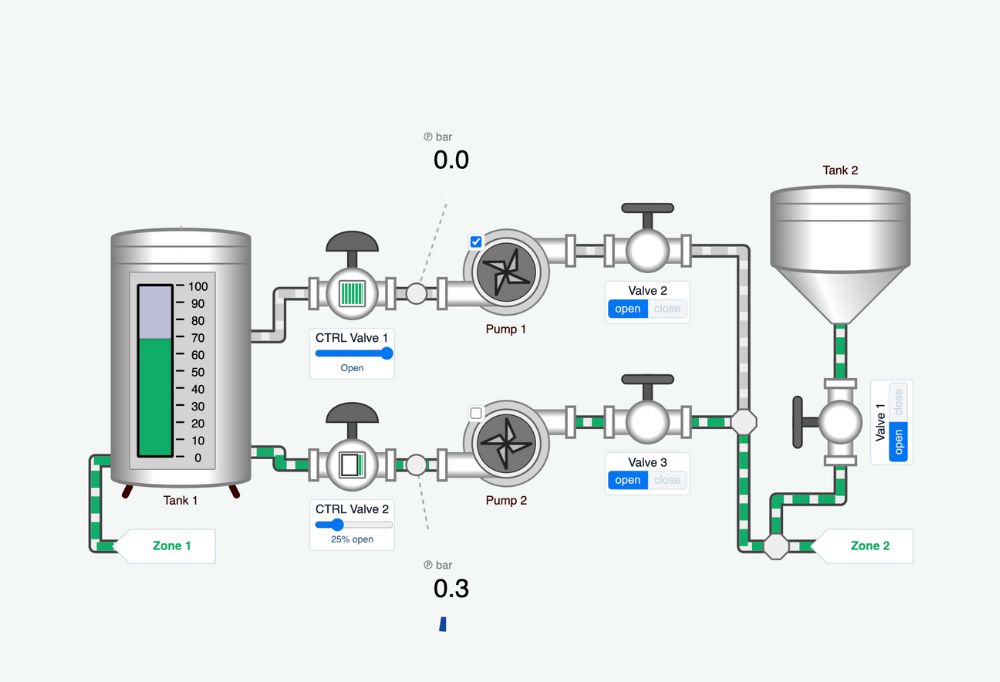 Ⓟ bar
0.0
Tank 2
100
90
80
70
60
50
40
30
20
10
0
Tank 1
CTRL Valve 1
Open
Pump 1
Valve 2
open close
CTRL Valve 2
25% open
Pump 2
Valve 3
open close
Valve 1
open close
Zone 1
Zone 2
Ⓟ bar
0.3